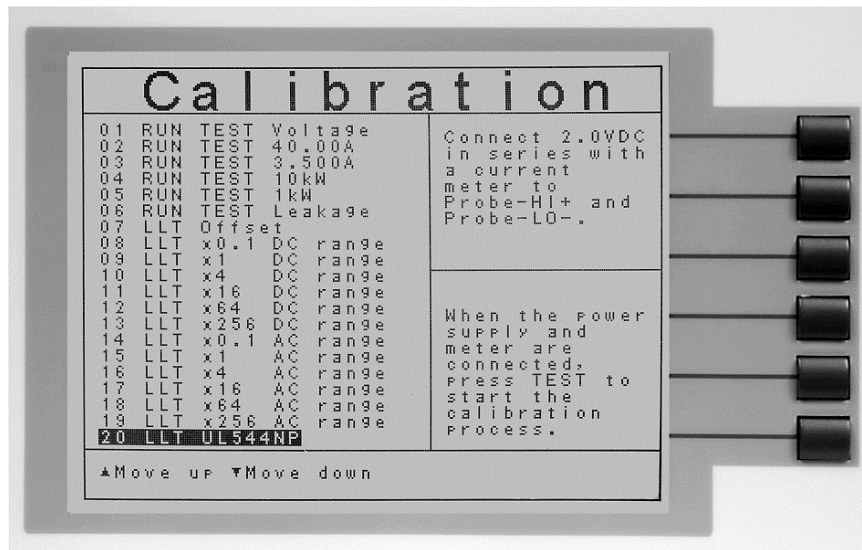 Calibration
01 RUN TEST Voltage
02 RUN TEST 40.00A
03 RUN TEST 3.500A
04 RUN TEST 10kW
05 RUN TEST 1kW
06 RUN TEST Leakage
07 LLT Offset
08 LLT x0.1 DC range
09 LLT x1 DC range
10 LLT x4 DC range
11 LLT x16 DC range
12 LLT x64 DC range
13 LLT x256 DC range
14 LLT x0.1 AC range
15 LLT x1 AC range
16 LLT x4 AC range
17 LLT x16 AC range
18 LLT x64 AC range
19 LLT x256 AC range
20 LLT UL544NP
Connect 2.0VDC
in series with
a current
meter to
Probe-HI+ and
Probe-LO-.
When the power
supply and
meter are
connected,
press TEST to
start the
calibration
process.
▲Move up ▼Move down